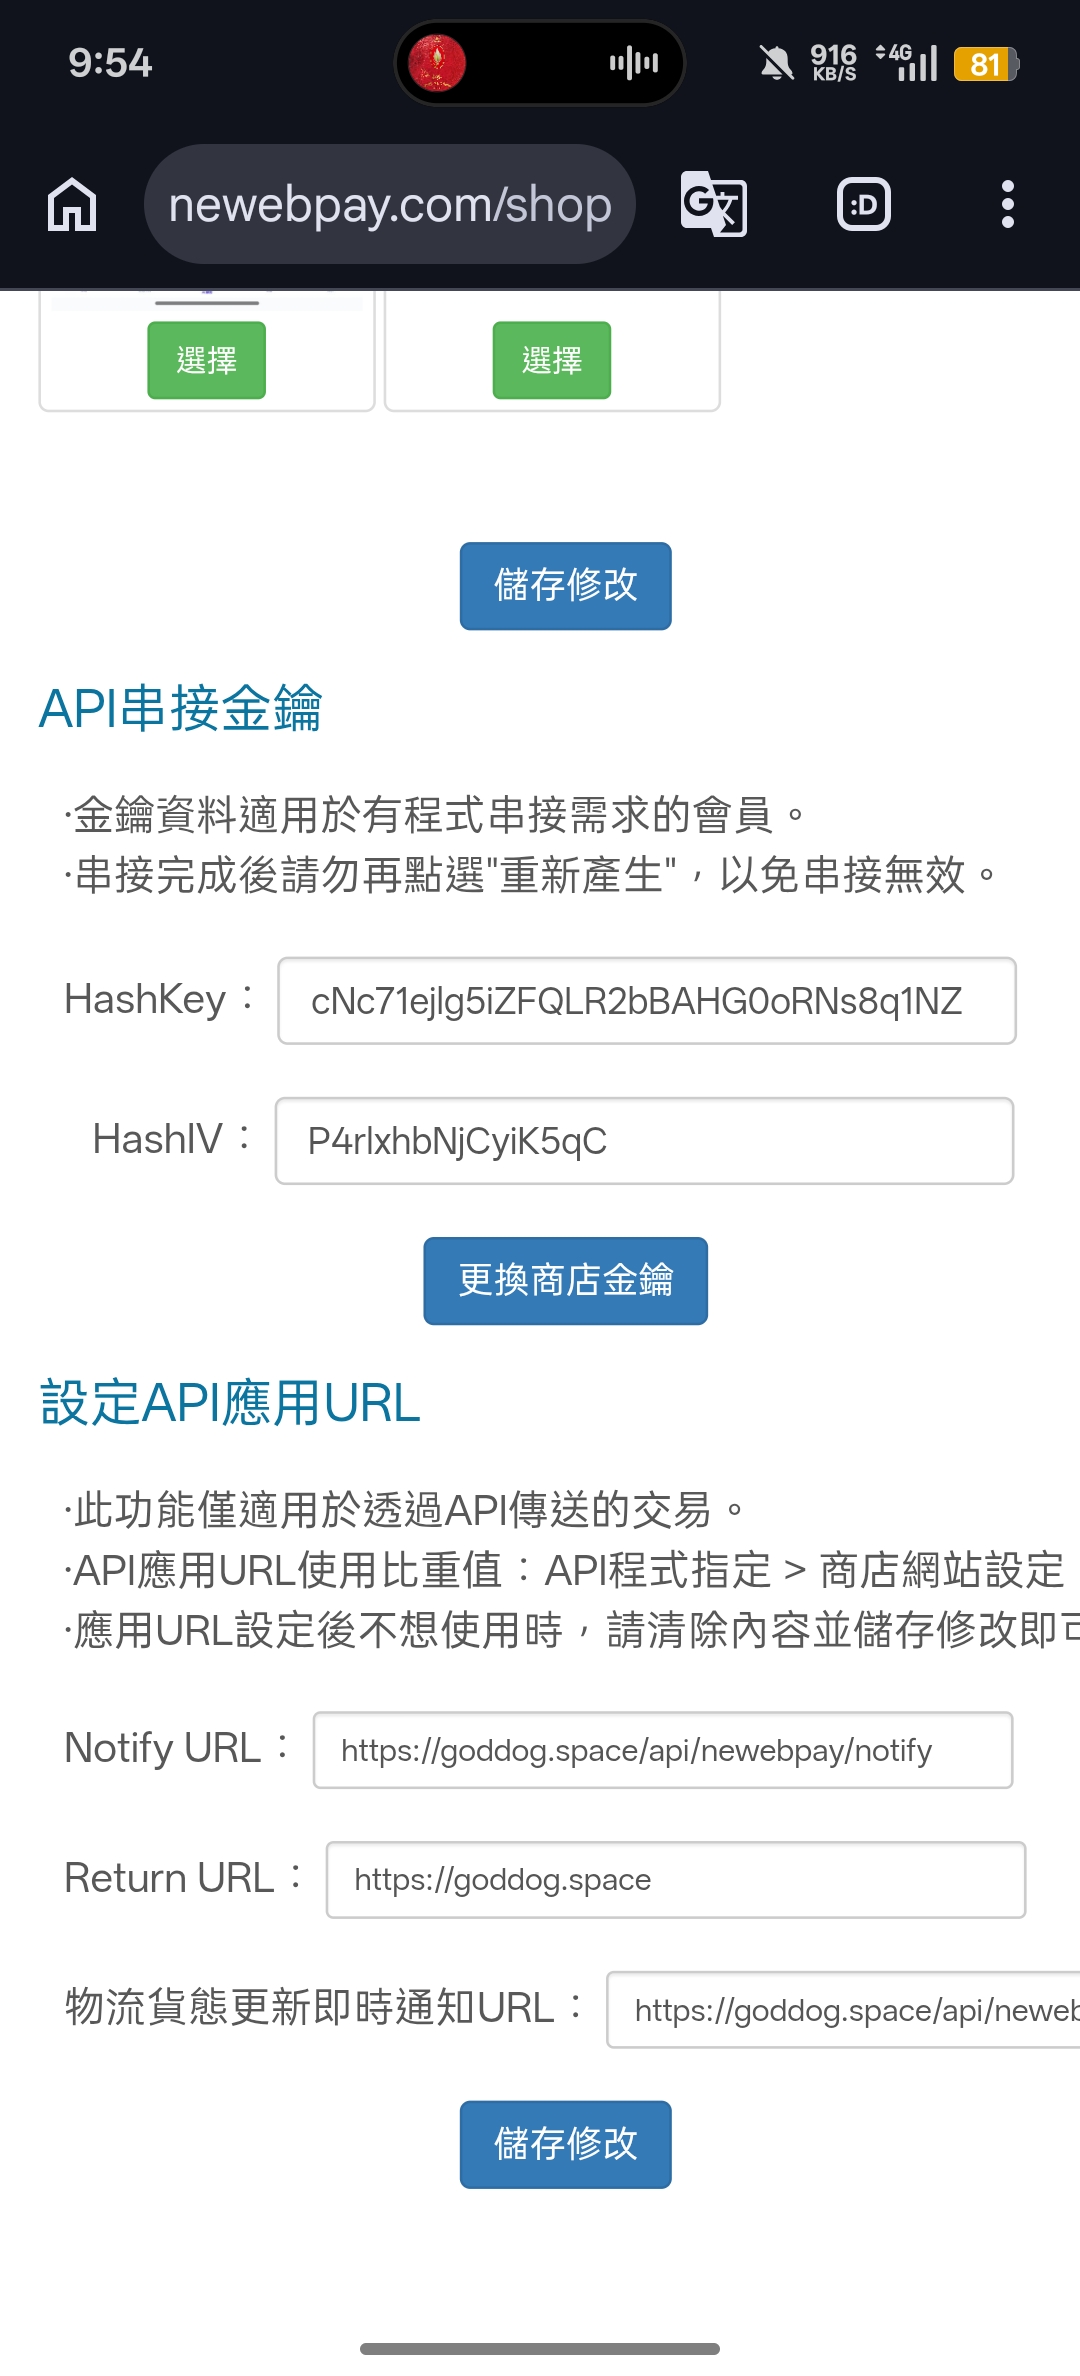 9:54
916
KB/S
4G
81
newebpay.com/shop
:D
選擇
選擇
儲存修改
API串接金鑰
·金鑰資料適用於有程式串接需求的會員。
·串接完成後請勿再點選"重新產生"，以免串接無效。
HashKey：
cNc71ejlg5iZFQLR2bBAHG0oRNs8q1NZ
HashIV：
P4rlxhbNjCyiK5qC
更換商店金鑰
設定API應用URL
·此功能僅適用於透過API傳送的交易。
·API應用URL使用比重值：API程式指定 > 商店網站設定
·應用URL設定後不想使用時，請清除內容並儲存修改即可
Notify URL：
https://goddog.space/api/newebpay/notify
Return URL：
https://goddog.space
物流貨態更新即時通知URL：
https://goddog.space/api/neweb
儲存修改